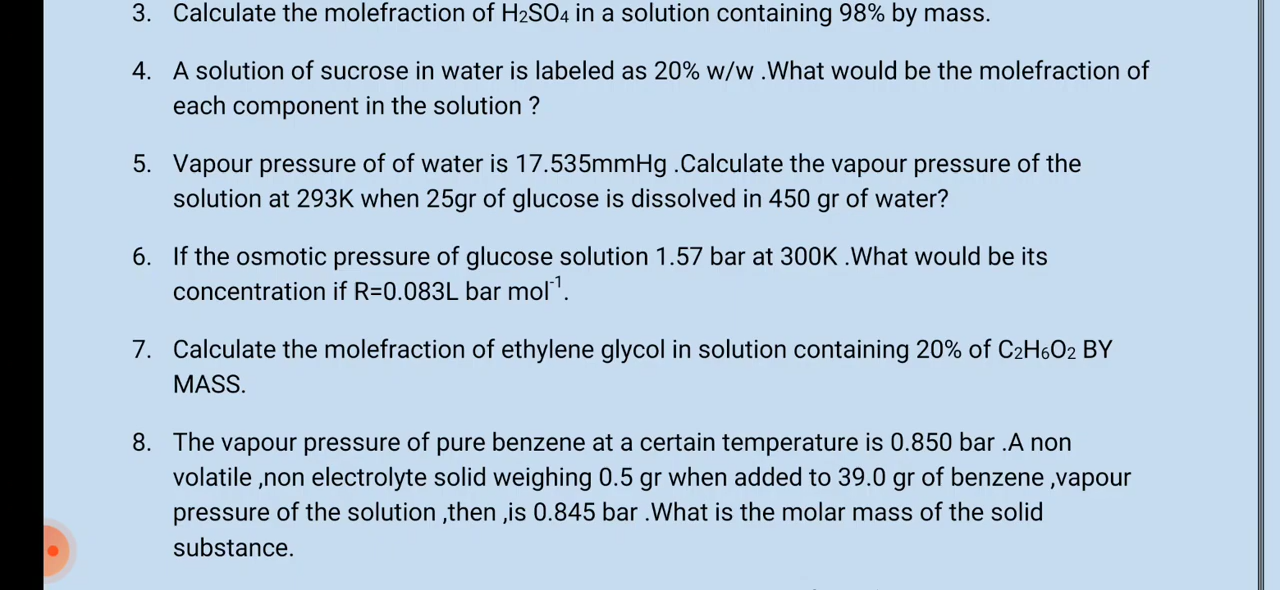 3. Calculate the molefraction of H₂SO₄ in a solution containing 98% by mass.
4. A solution of sucrose in water is labeled as 20% w/w .What would be the molefraction of
each component in the solution ?
5. Vapour pressure of of water is 17.535mmHg .Calculate the vapour pressure of the
solution at 293K when 25gr of glucose is dissolved in 450 gr of water?
6. If the osmotic pressure of glucose solution 1.57 bar at 300K .What would be its
concentration if R=0.083L bar mol⁻¹.
7. Calculate the molefraction of ethylene glycol in solution containing 20% of C₂H₆O₂ BY
MASS.
8. The vapour pressure of pure benzene at a certain temperature is 0.850 bar .A non
volatile ,non electrolyte solid weighing 0.5 gr when added to 39.0 gr of benzene ,vapour
pressure of the solution ,then ,is 0.845 bar .What is the molar mass of the solid
substance.